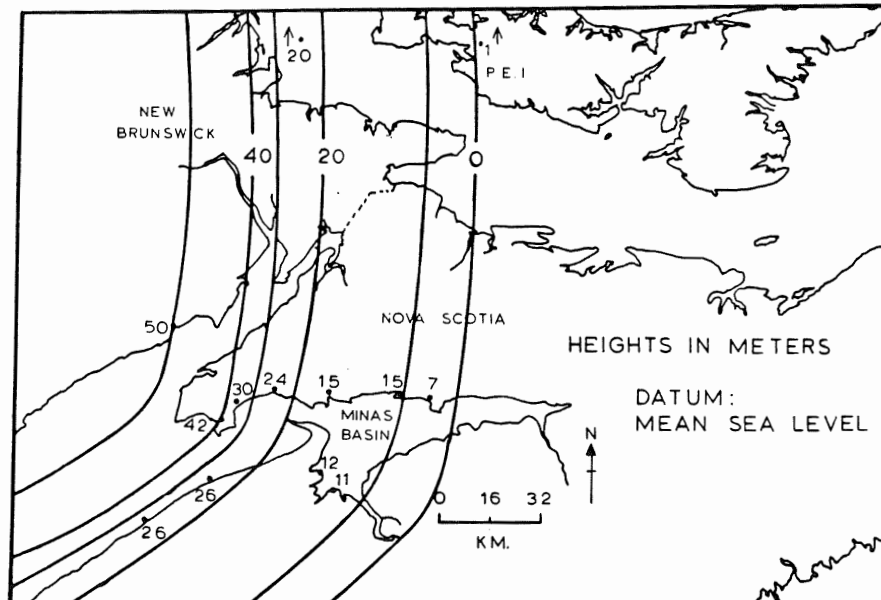 20
1
P.E.I
NEW
BRUNSWICK
40
20
0
50
NOVA SCOTIA
HEIGHTS IN METERS
30
24
15
15
7
DATUM:
MEAN SEA LEVEL
42
MINAS
BASIN
N
12
26
11
0
16
32
26
KM.